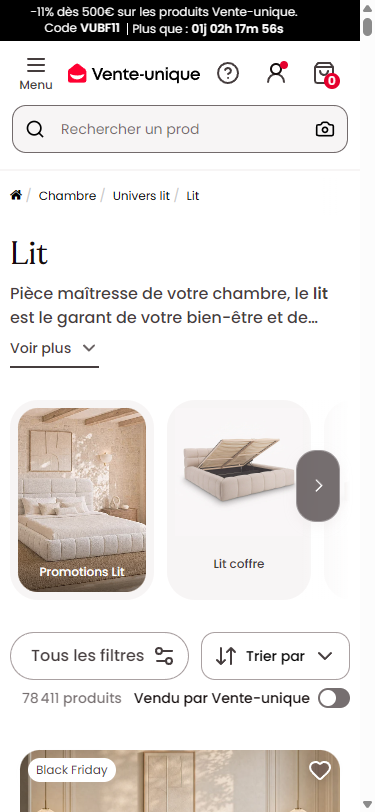 -11% dès 500€ sur les produits Vente-unique.
Code VUBF11 | Plus que : 01j 02h 17m 56s
Menu
Vente-unique
0
Rechercher un prod
/ Chambre / Univers lit / Lit
Lit
Pièce maîtresse de votre chambre, le lit
est le garant de votre bien-être et de...
Voir plus
Promotions Lit
Lit coffre
Tous les filtres
Trier par
78 411 produits
Vendu par Vente-unique
Black Friday